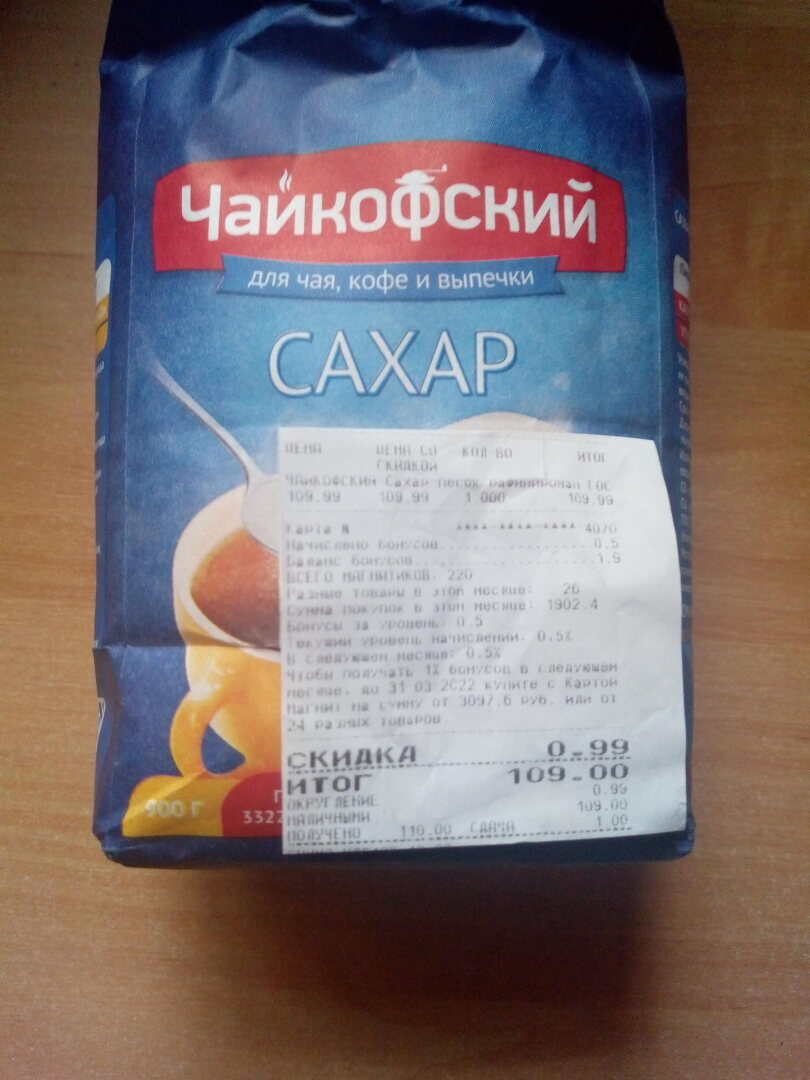 Чайкофский
для чая, кофе и выпечки
САХАР
ЦЕНА ЦЕНА СО СКИДКОЙ КОЛ-ВО ИТОГ
ЧАЙКОФСКИЙ Сахар песок рафинирован ГОС
109.99 109.99 1.000 109.99
Карта № ****-****-****-4020
Начислено бонусов 0.5
Баланс бонусов 1.9
ВСЕГО МАГНИТИКОВ: 220
Разные товары в этом месяце: 26
Сумма покупок в этом месяце: 1902.4
Бонусы за уровень: 0.5
Текущий уровень начислений: 0.5%
В следующем месяце: 0.5%
Чтобы получать 1% бонусов в следующем
месяце, до 31-03-2022 купите с Картой
Магнит на сумму от 3097.6 руб. или от
24 разных товаров.
СКИДКА 0.99
ИТОГ 109.00
ОКРУГЛЕНИЕ 0.99
НАЛИЧНЫМИ 109.00
ПОЛУЧЕНО 110.00 СДАЧА 1.00
900 Г
332